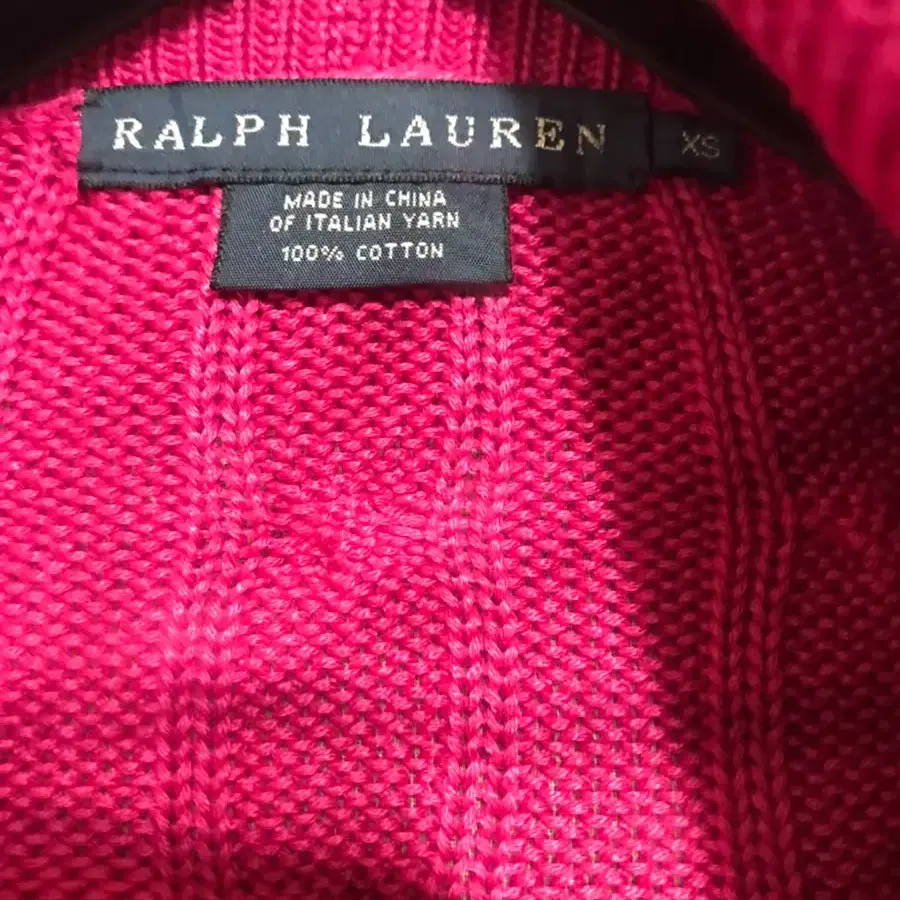 RALPH LAUREN
XS
MADE IN CHINA
OF ITALIAN YARN
100% COTTON